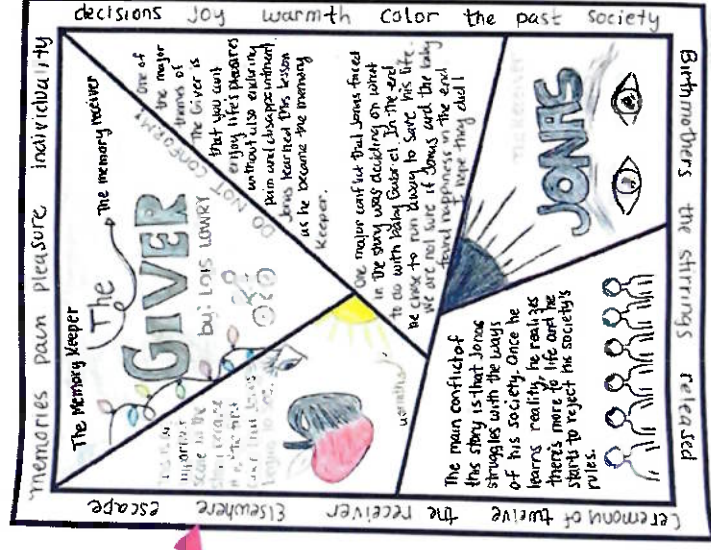 memories pain pleasure individuality
decisions Joy warmth color the past society
Birthmothers the stirrings released
Ceremony of twelve the receiver Elsewhere escape
The Memory Keeper
The memory receiver
The
GIVER
by: LOIS LOWRY
DO NOT CONFORM!
One of
the major
themes of
The Giver is
that you can't
enjoy life's pleasures
without also enduring
pain and disappointment.
Jonas learned this lesson
as he became the memory
keeper.
One major conflict that Jonas faced
in the story was deciding on what
to do with baby Gabriel. In the end
he chose to run away to save his life.
We are not sure if Jonas and the baby
found happiness in the end
I hope they did!
THE RECEIVER
JONAS
The main conflict of
this story is that Jonas
struggles with the ways
of his society. Once he
learns reality, he realizes
there's more to life and he
starts to reject his society's
rules.
important
scene in the